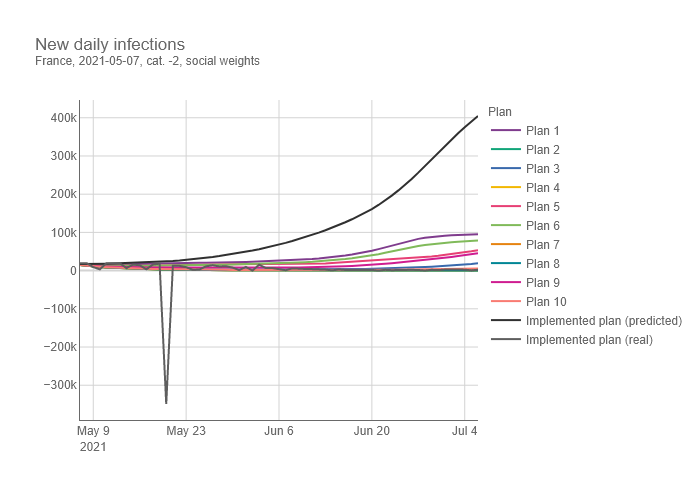 New daily infections
France, 2021-05-07, cat. -2, social weights
400k
300k
200k
100k
0
−100k
−200k
−300k
May 9
2021
May 23
Jun 6
Jun 20
Jul 4
Plan
Plan 1
Plan 2
Plan 3
Plan 4
Plan 5
Plan 6
Plan 7
Plan 8
Plan 9
Plan 10
Implemented plan (predicted)
Implemented plan (real)